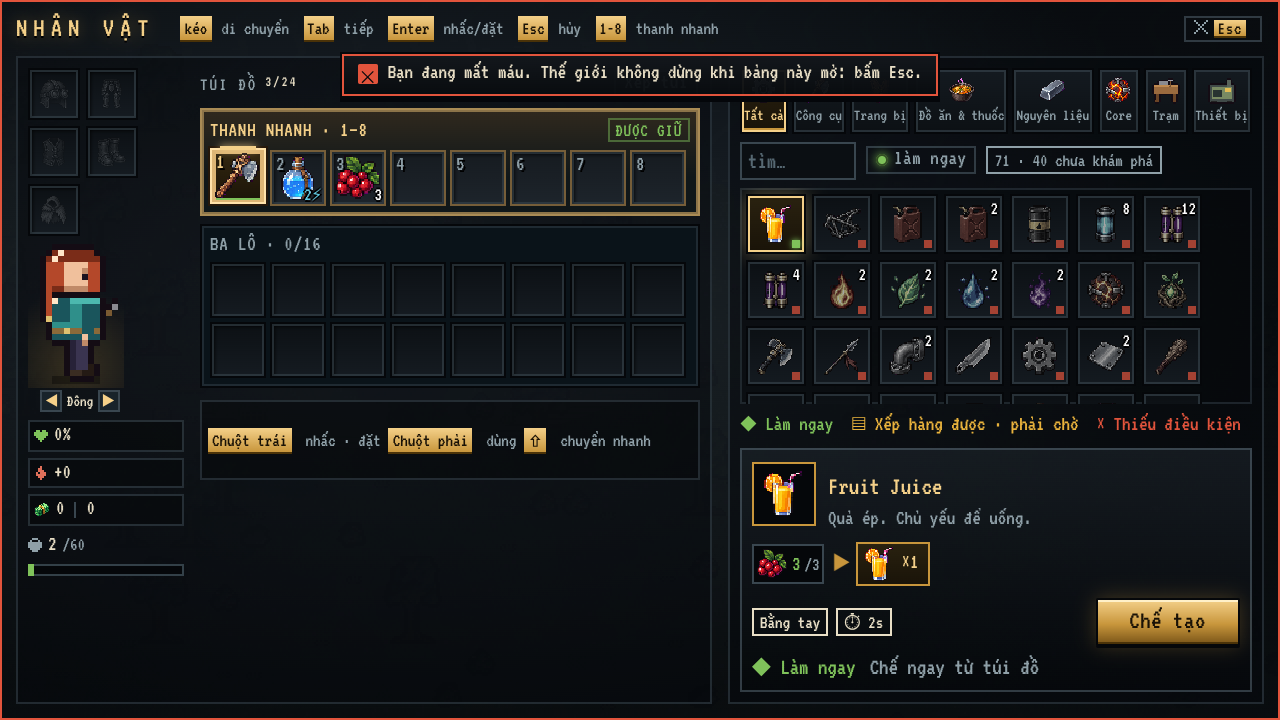 NHÂN VẬT
kéo di chuyển Tab tiếp Enter nhấc/đặt Esc hủy 1-8 thanh nhanh
Esc
Bạn đang mất máu. Thế giới không dừng khi bảng này mở: bấm Esc.
TÚI ĐỒ 3/24
THANH NHANH · 1-8
ĐƯỢC GIỮ
1 2 3 4 5 6 7 8
2
3
BA LÔ · 0/16
Chuột trái nhấc · đặt Chuột phải dùng ⇧ chuyển nhanh
Đông
0%
+0
0 | 0
2 /60
Tất cả Công cụ Trang bị Đồ ăn & thuốc Nguyên liệu Core Trạm Thiết bị
tìm…
làm ngay
71 · 40 chưa khám phá
2 8 12
4 2 2 2 2
2 2
Làm ngay Xếp hàng được · phải chờ X Thiếu điều kiện
Fruit Juice
Quả ép. Chủ yếu để uống.
3 /3
X1
Bằng tay
2s
Chế tạo
Làm ngay Chế ngay từ túi đồ